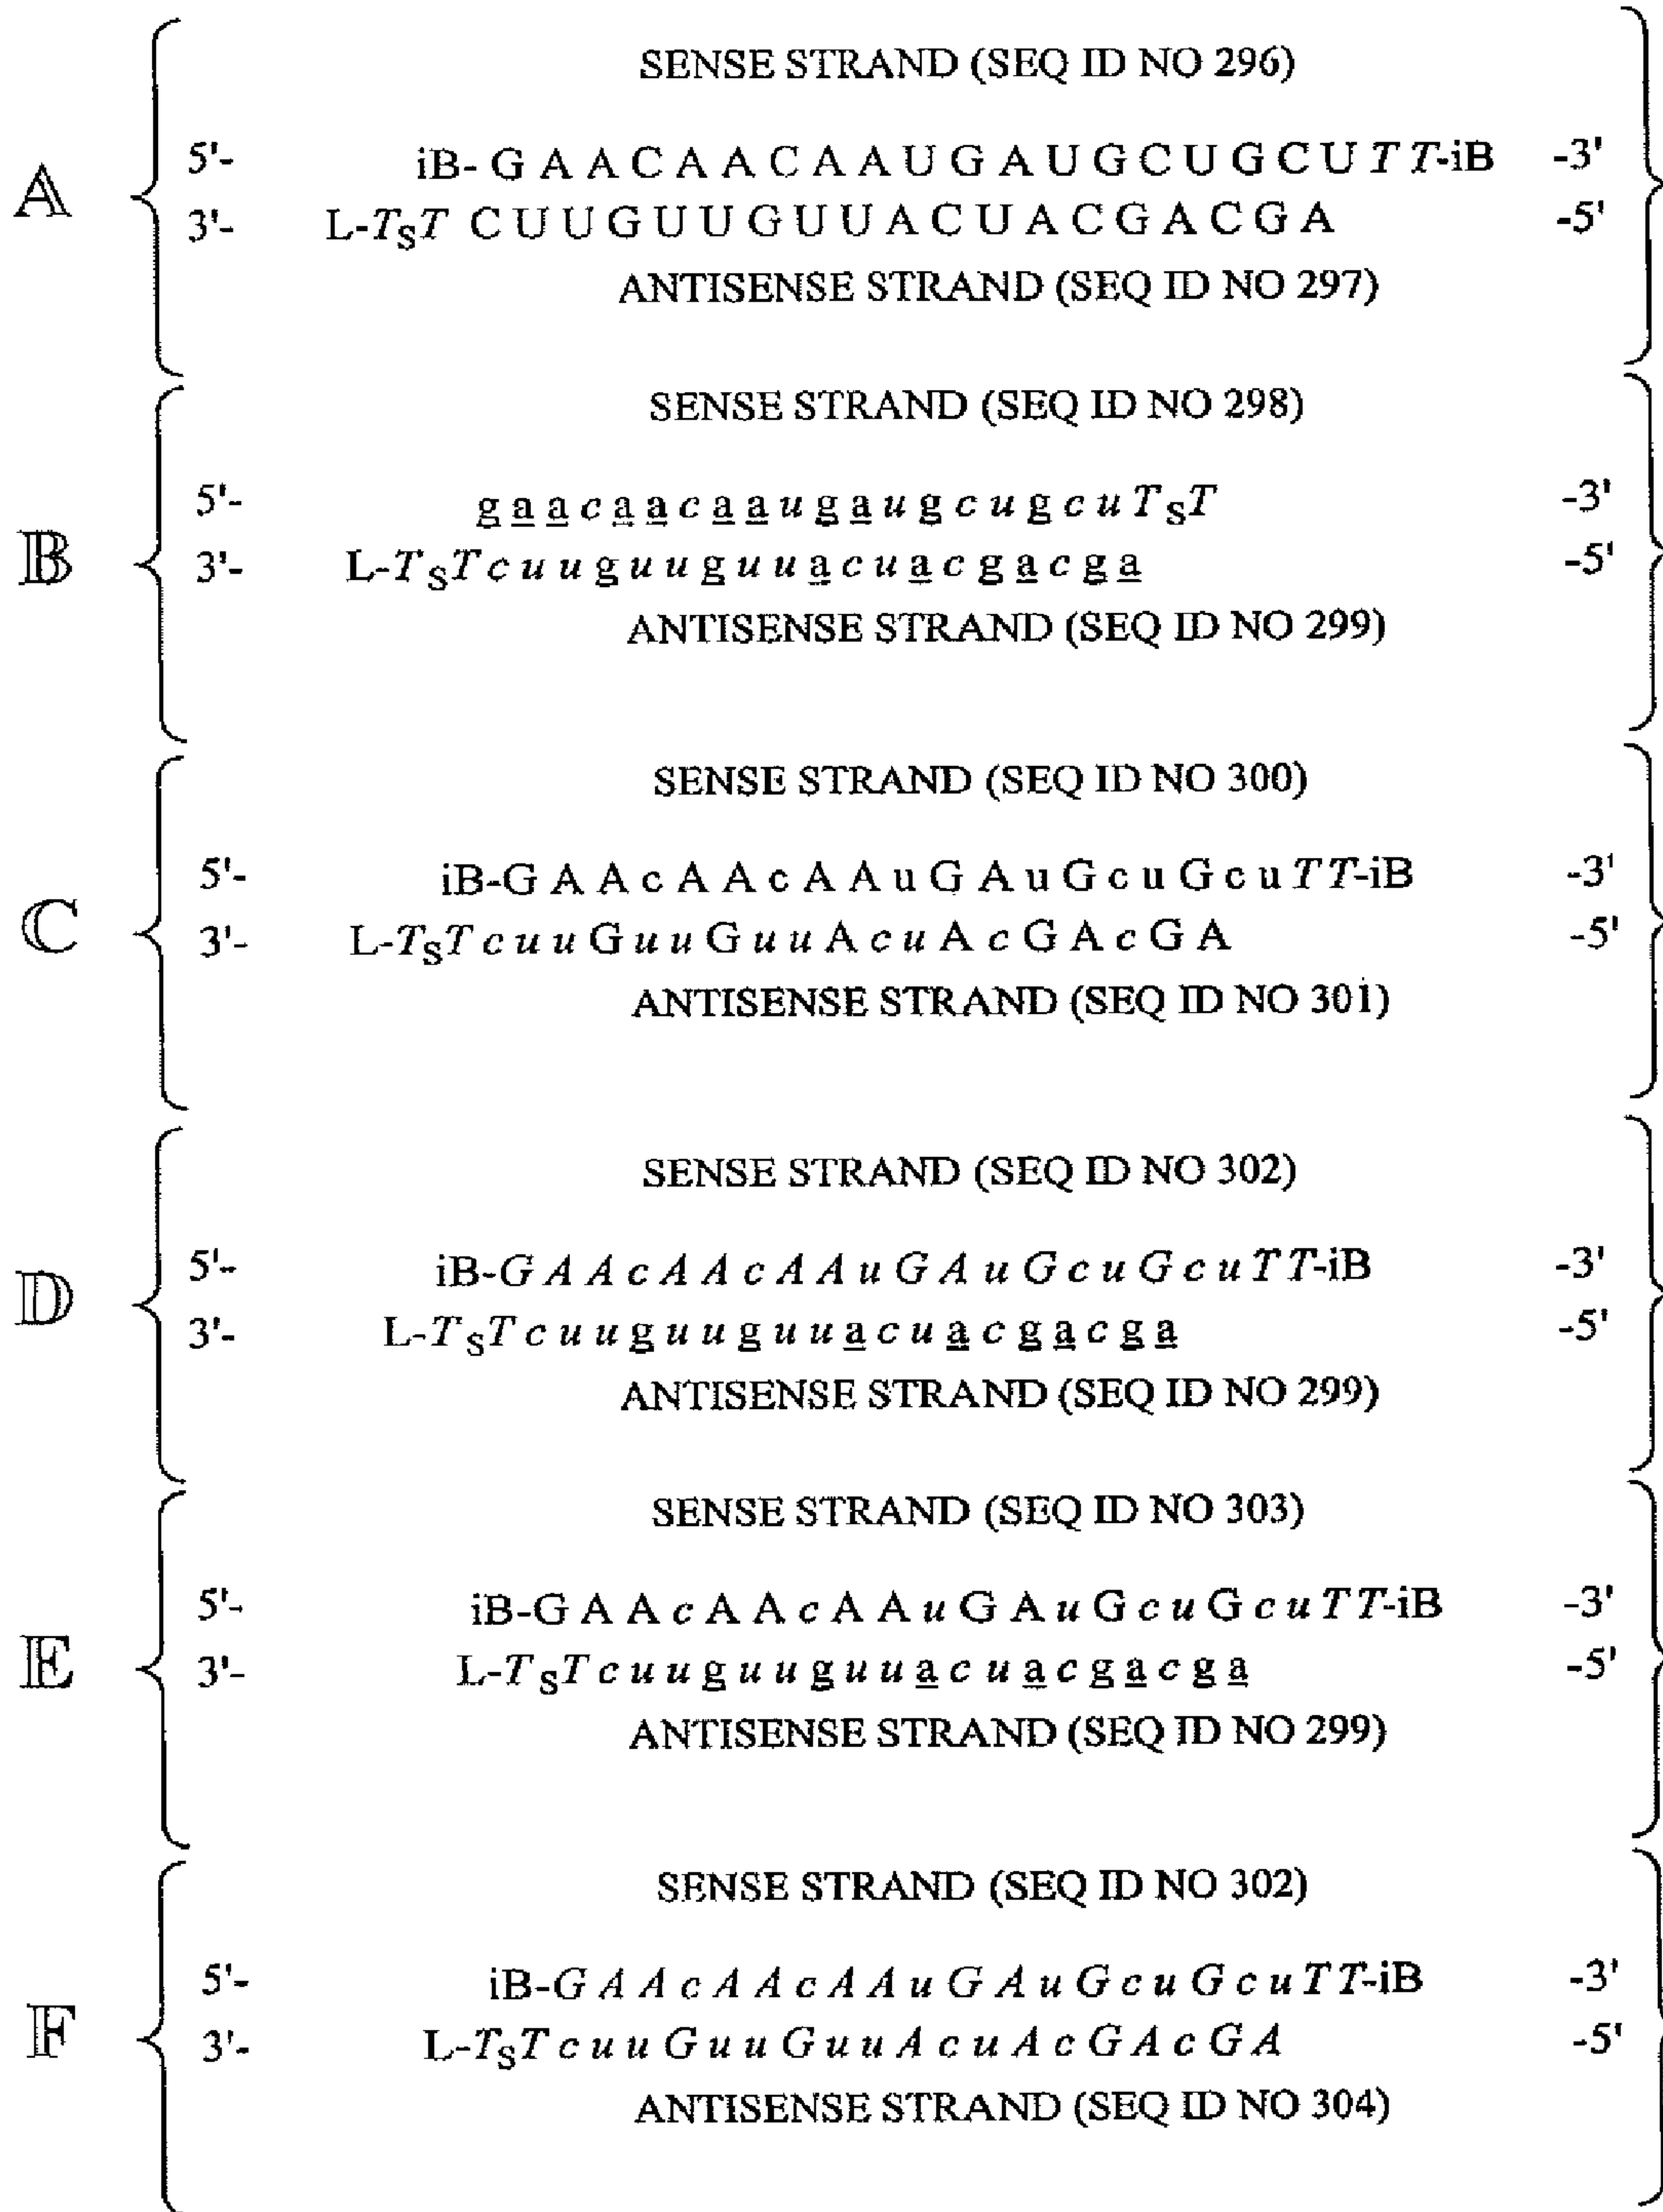 SENSE STRAND (SEQ ID NO 296)
A
5'- iB- G A A C A A C A A U G A U G C U G C U T T-iB -3'
3'- L-TST C U U G U U G U U A C U A C G A C G A -5'
ANTISENSE STRAND (SEQ ID NO 297)
SENSE STRAND (SEQ ID NO 298)
B
5'- g a a c a a c a a u g a u g c u g c u TST -3'
3'- L-TST c u u g u u g u u a c u a c g a c g a -5'
ANTISENSE STRAND (SEQ ID NO 299)
SENSE STRAND (SEQ ID NO 300)
C
5'- iB-G A A c A A c A A u G A u G c u G c u TT-iB -3'
3'- L-TST c u u G u u G u u A c u A c G A c G A -5'
ANTISENSE STRAND (SEQ ID NO 301)
SENSE STRAND (SEQ ID NO 302)
D
5'- iB-G A A c A A c A A u G A u G c u G c u TT-iB -3'
3'- L-TST c u u g u u g u u a c u a c g a c g a -5'
ANTISENSE STRAND (SEQ ID NO 299)
SENSE STRAND (SEQ ID NO 303)
E
5'- iB-G A A c A A c A A u G A u G c u G c u TT-iB -3'
3'- L-TST c u u g u u g u u a c u a c g a c g a -5'
ANTISENSE STRAND (SEQ ID NO 299)
SENSE STRAND (SEQ ID NO 302)
F
5'- iB-G A A c A A c A A u G A u G c u G c u TT-iB -3'
3'- L-TST c u u G u u G u u A c u A c G A c G A -5'
ANTISENSE STRAND (SEQ ID NO 304)